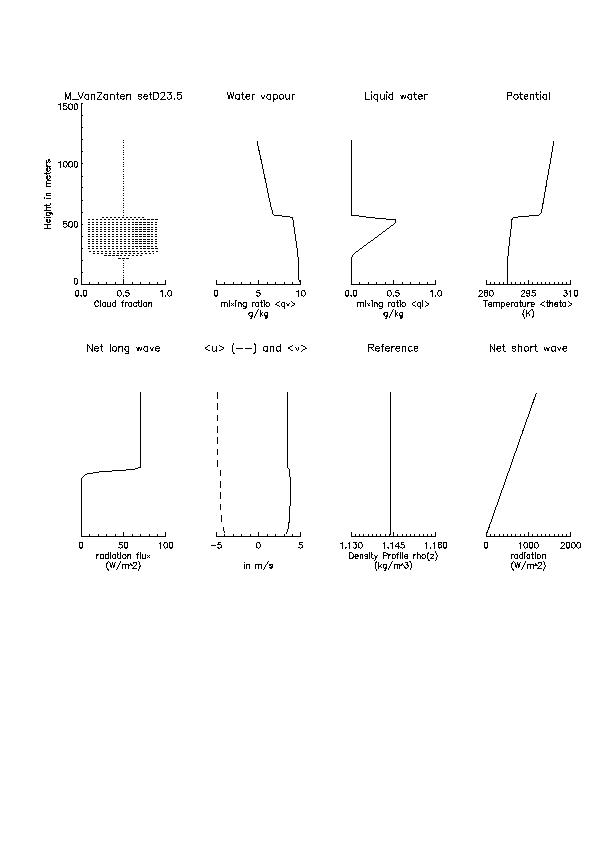 M_VanZanten setD23.5
Water vapour
Liquid water
Potential
1500
1000
500
0
Height in meters
0.0 0.5 1.0
Cloud fraction
0 5 10
mixing ratio <qv>
g/kg
0.0 0.5 1.0
mixing ratio <ql>
g/kg
280 295 310
Temperature <theta>
(K)
Net long wave
<u> (--) and <v>
Reference
Net short wave
0 50 100
radiation flux
(W/m^2)
-5 0 5
in m/s
1.130 1.145 1.160
Density Profile rho(z)
(kg/m^3)
0 1000 2000
radiation
(W/m^2)